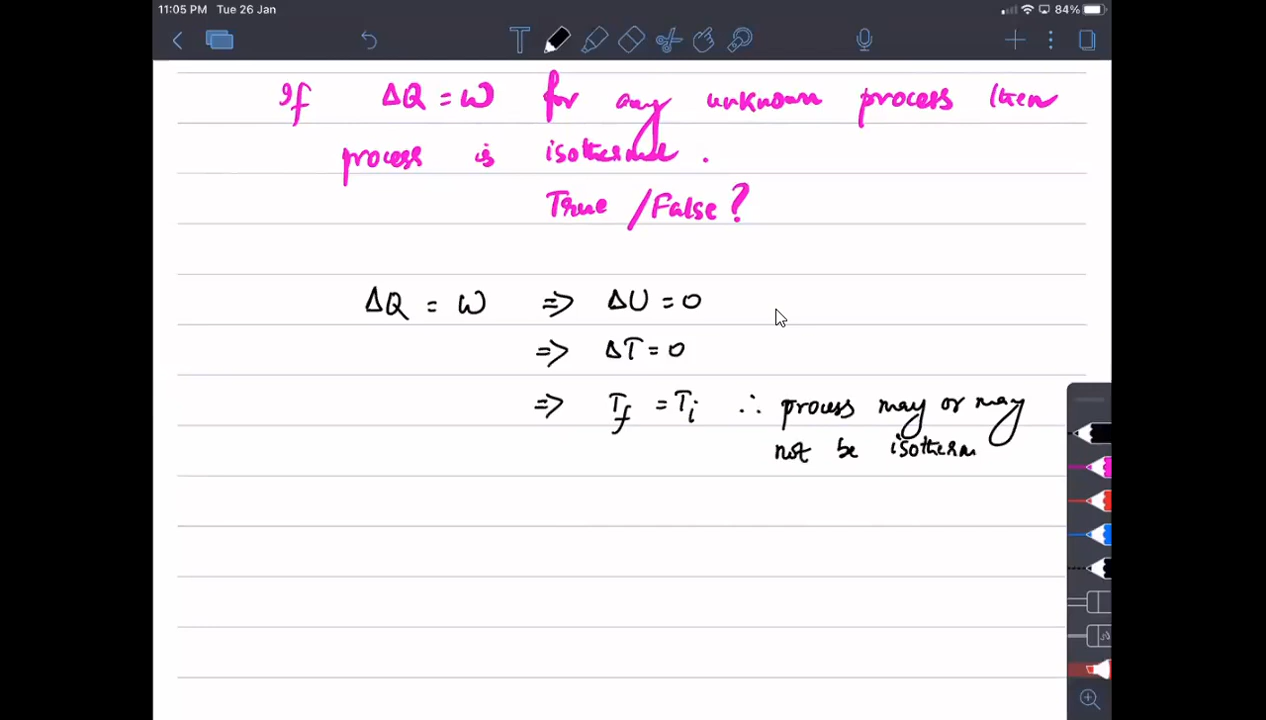 11:05 PM Tue 26 Jan 84%
T
If ΔQ = W for any unknown process then
process is isothermal .
True / False ?
ΔQ = W ⇒ ΔU = 0
⇒ ΔT = 0
⇒ Tf = Ti ∴ process may or may
not be isotherm